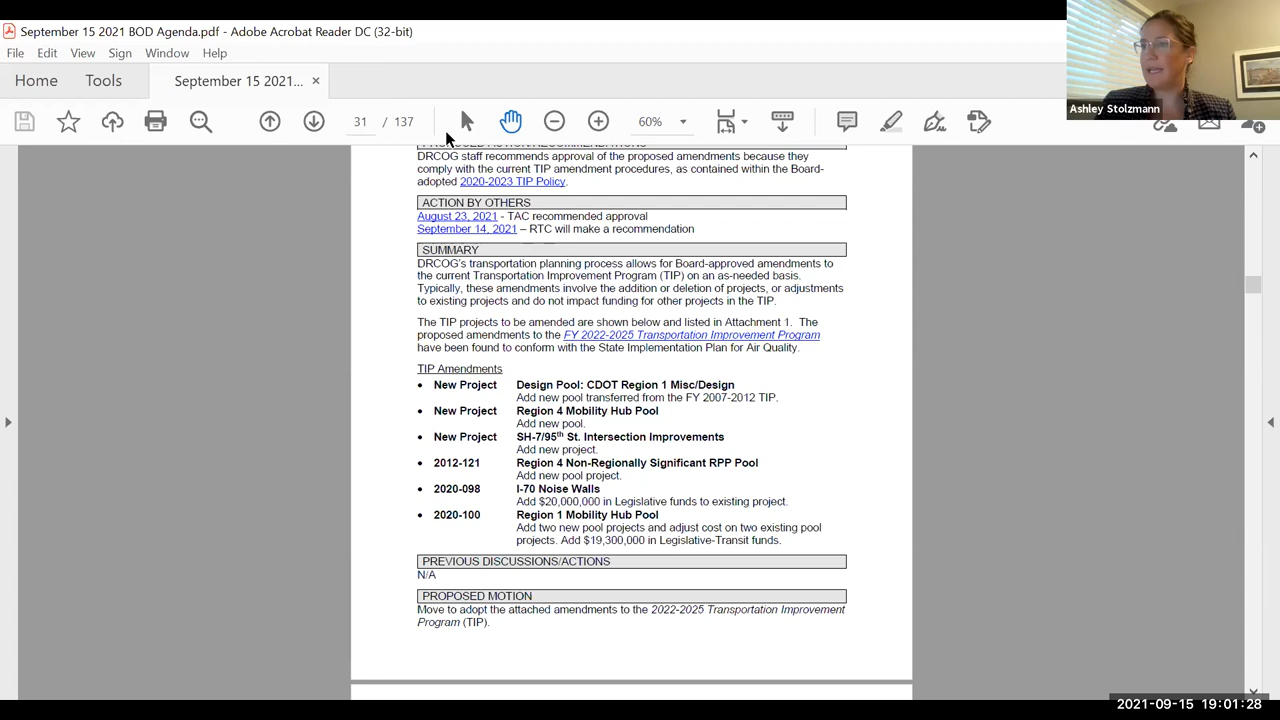 September 15 2021 BOD Agenda.pdf - Adobe Acrobat Reader DC (32-bit)
File Edit View Sign Window Help
Home Tools September 15 2021... ×
31 / 137 60%
Ashley Stolzmann
PROPOSED ACTION/RECOMMENDATIONS
DRCOG staff recommends approval of the proposed amendments because they
comply with the current TIP amendment procedures, as contained within the Board-
adopted 2020-2023 TIP Policy.
ACTION BY OTHERS
August 23, 2021 - TAC recommended approval
September 14, 2021 – RTC will make a recommendation
SUMMARY
DRCOG's transportation planning process allows for Board-approved amendments to
the current Transportation Improvement Program (TIP) on an as-needed basis.
Typically, these amendments involve the addition or deletion of projects, or adjustments
to existing projects and do not impact funding for other projects in the TIP.
The TIP projects to be amended are shown below and listed in Attachment 1. The
proposed amendments to the FY 2022-2025 Transportation Improvement Program
have been found to conform with the State Implementation Plan for Air Quality.
TIP Amendments
• New Project Design Pool: CDOT Region 1 Misc/Design
Add new pool transferred from the FY 2007-2012 TIP.
• New Project Region 4 Mobility Hub Pool
Add new pool.
• New Project SH-7/95th St. Intersection Improvements
Add new project.
• 2012-121 Region 4 Non-Regionally Significant RPP Pool
Add new pool project.
• 2020-098 I-70 Noise Walls
Add $20,000,000 in Legislative funds to existing project.
• 2020-100 Region 1 Mobility Hub Pool
Add two new pool projects and adjust cost on two existing pool
projects. Add $19,300,000 in Legislative-Transit funds.
PREVIOUS DISCUSSIONS/ACTIONS
N/A
PROPOSED MOTION
Move to adopt the attached amendments to the 2022-2025 Transportation Improvement
Program (TIP).
2021-09-15 19:01:28